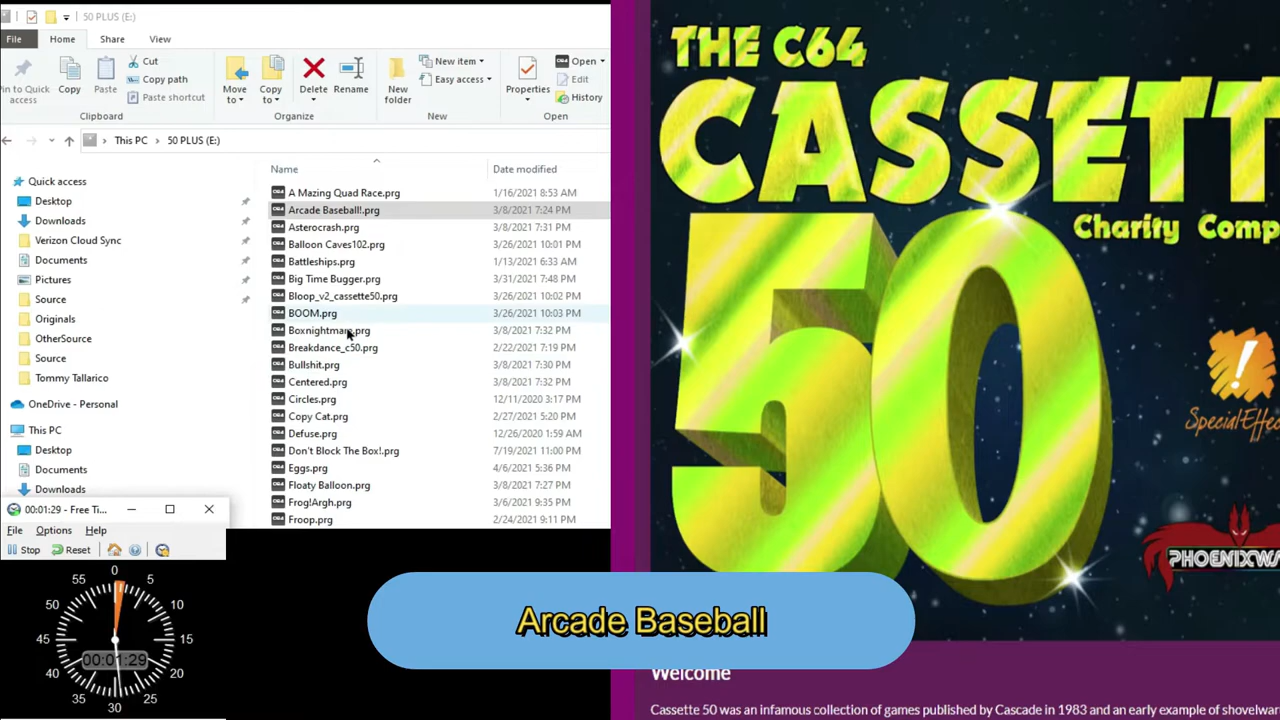 50 PLUS (E:)
File Home Share View
Pin to Quick access
Copy
Paste
Cut
Copy path
Paste shortcut
Clipboard
Move to
Copy to
Delete
Rename
Organize
New folder
New item
Easy access
New
Properties
Open
Edit
History
Open
This PC > 50 PLUS (E:)
Name Date modified
Quick access
Desktop
Downloads
Verizon Cloud Sync
Documents
Pictures
Source
Originals
OtherSource
Source
Tommy Tallarico
OneDrive - Personal
This PC
Desktop
Documents
Downloads
A Mazing Quad Race.prg 1/16/2021 8:53 AM
Arcade Baseball!.prg 3/8/2021 7:24 PM
Asterocrash.prg 3/8/2021 7:31 PM
Balloon Caves102.prg 3/26/2021 10:01 PM
Battleships.prg 1/13/2021 6:33 AM
Big Time Bugger.prg 3/31/2021 7:48 PM
Bloop_v2_cassette50.prg 3/26/2021 10:02 PM
BOOM.prg 3/26/2021 10:03 PM
Boxnightmare.prg 3/8/2021 7:32 PM
Breakdance_c50.prg 2/22/2021 7:19 PM
Bullshit.prg 3/8/2021 7:30 PM
Centered.prg 3/8/2021 7:32 PM
Circles.prg 12/11/2020 3:17 PM
Copy Cat.prg 2/27/2021 5:20 PM
Defuse.prg 12/26/2020 1:59 AM
Don't Block The Box!.prg 7/19/2021 11:00 PM
Eggs.prg 4/6/2021 5:36 PM
Floaty Balloon.prg 3/8/2021 7:27 PM
Frog!Argh.prg 3/6/2021 9:35 PM
Froop.prg 2/24/2021 9:11 PM
00:01:29 - Free Ti...
File Options Help
Stop Reset
0
5
10
15
20
25
30
35
40
45
50
55
00:01:29
THE C64
CASSETT
50
Charity Comp
SpecialEffec
PHOENIXWA
Arcade Baseball
Welcome
Cassette 50 was an infamous collection of games published by Cascade in 1983 and an early example of shovelwar